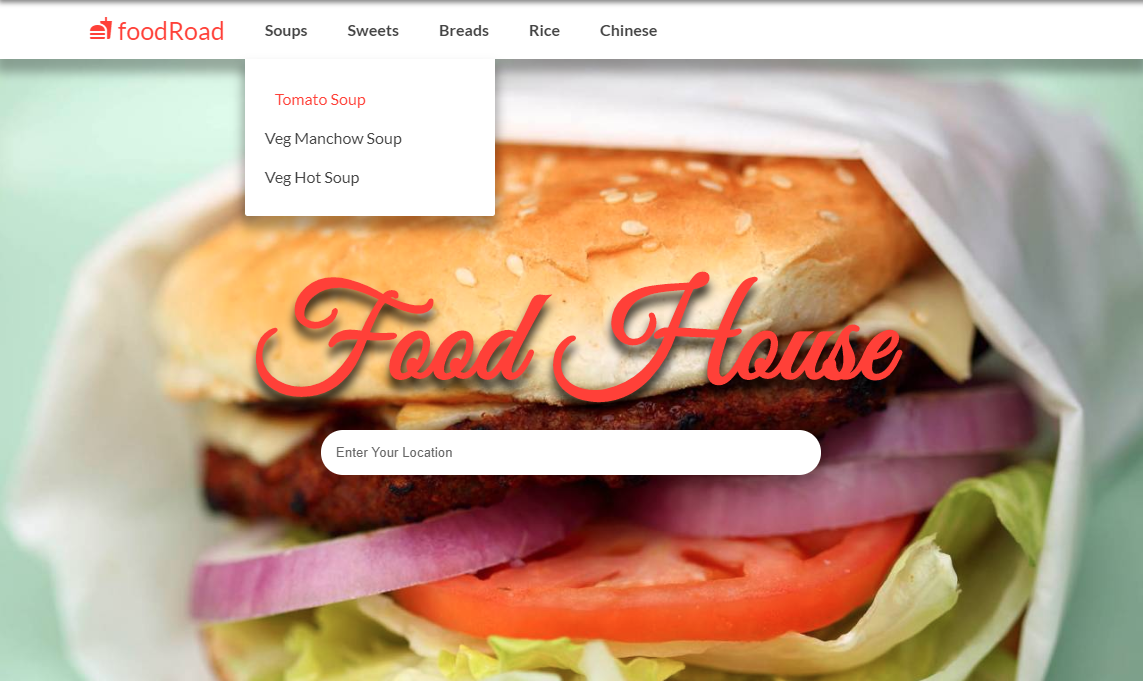 foodRoad Soups Sweets Breads Rice Chinese
Tomato Soup
Veg Manchow Soup
Veg Hot Soup
Food House
Enter Your Location